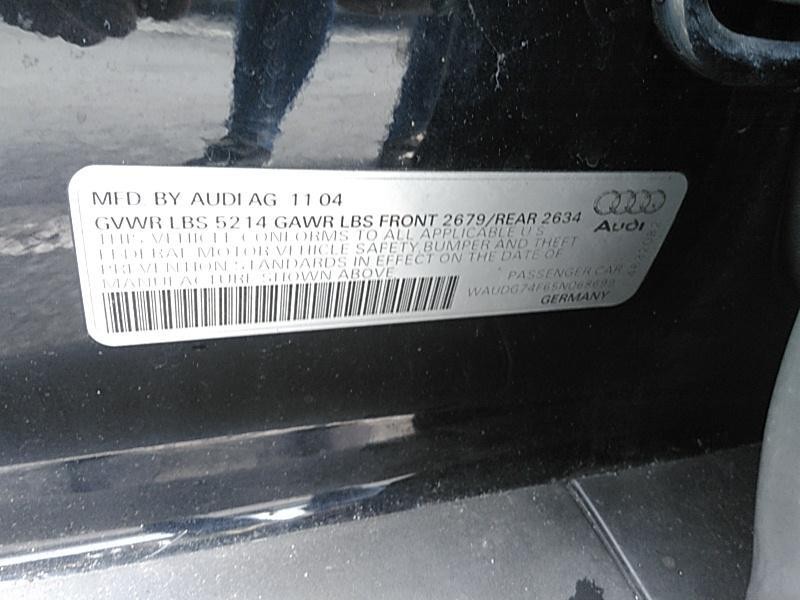 MFD. BY AUDI AG 11 04
GVWR LBS 5214 GAWR LBS FRONT 2679/REAR 2634
THIS VEHICLE CONFORMS TO ALL APPLICABLE U.S.
FEDERAL MOTOR VEHICLE SAFETY, BUMPER AND THEFT
PREVENTION STANDARDS IN EFFECT ON THE DATE OF
MANUFACTURE SHOWN ABOVE
PASSENGER CAR
WAUDG74F65N068699
GERMANY
Audi